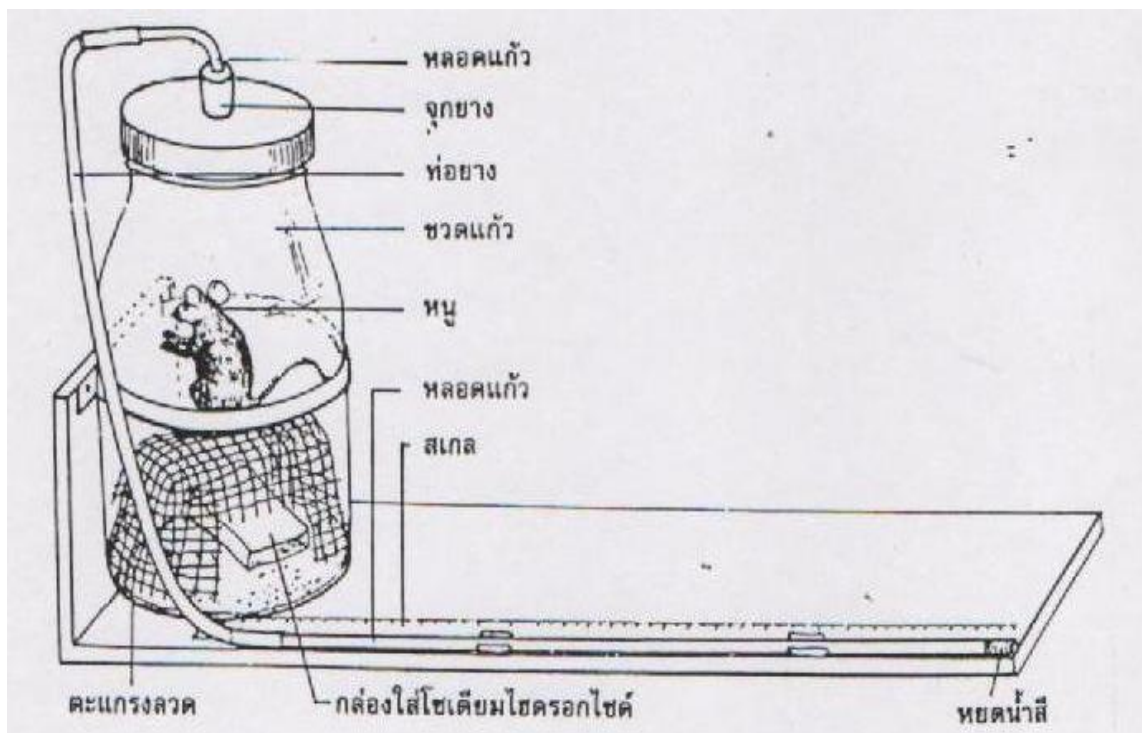 หลอดแก้ว
จุกยาง
ท่อยาง
ขวดแก้ว
หนู
หลอดแก้ว
สเกล
ตะแกรงลวด
กล่องใส่โซเดียมไฮดรอกไซด์
หยดน้ำสี